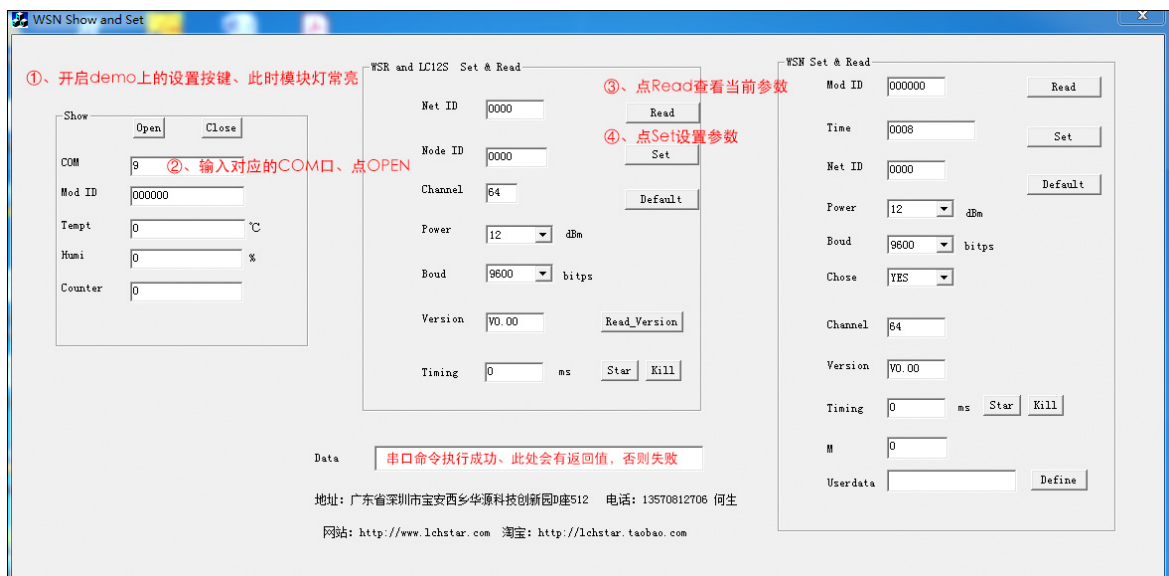 WSN Show and Set
x
①、开启demo上的设置按键、此时模块灯常亮
Show
Open Close
COM 9
②、输入对应的COM口、点OPEN
Mod ID 000000
Tempt 0 ℃
Humi 0 %
Counter 0
WSR and LC12S Set & Read
Net ID 0000
③、点Read查看当前参数
Read
④、点Set设置参数
Node ID 0000 Set
Channel 64 Default
Power 12 dBm
Boud 9600 bitps
Version V0.00 Read_Version
Timing 0 ms Star Kill
WSN Set & Read
Mod ID 000000 Read
Time 0008 Set
Net ID 0000 Default
Power 12 dBm
Boud 9600 bitps
Chose YES
Channel 64
Version V0.00
Timing 0 ms Star Kill
M 0
Userdata Define
Data 串口命令执行成功、此处会有返回值，否则失败
地址：广东省深圳市宝安西乡华源科技创新园D座512 电话：13570812706 何生
网站：http://www.lchstar.com 淘宝：http://lchstar.taobao.com